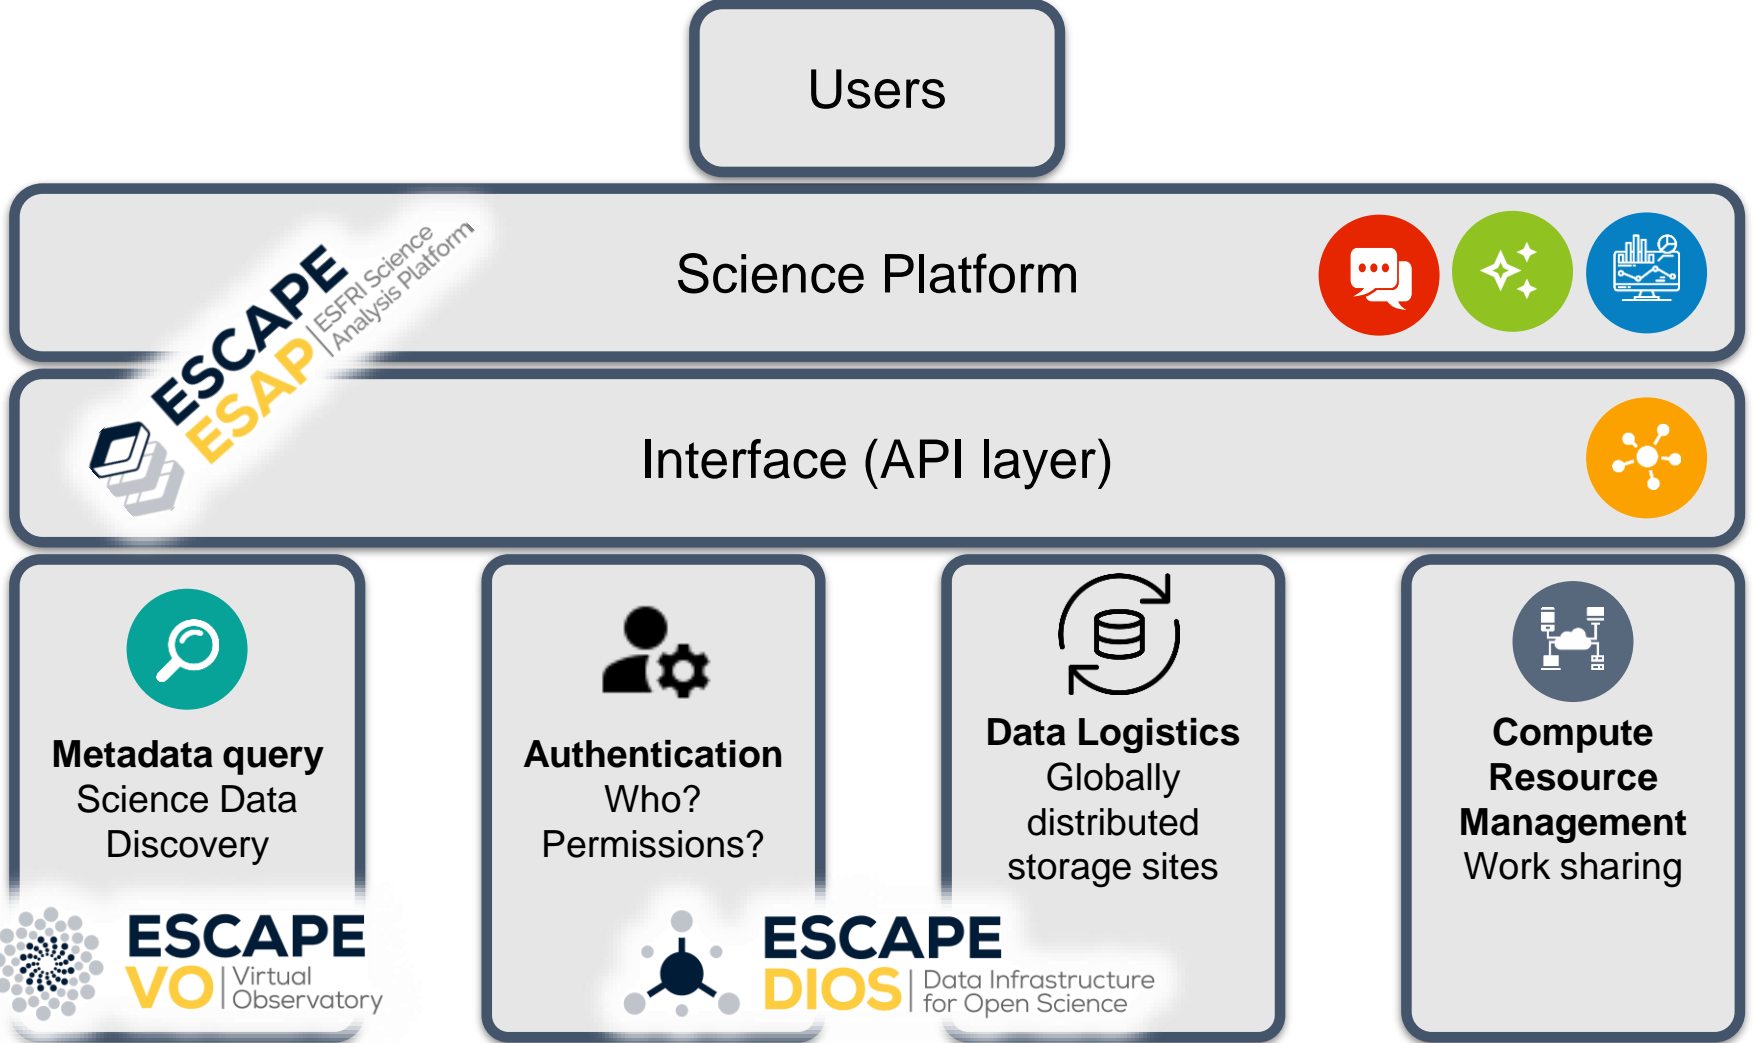 Users
Science Platform
ESCAPE
ESAP
ESFRI Science
Analysis Platform
Interface (API layer)
Metadata query
Science Data
Discovery
Authentication
Who?
Permissions?
Data Logistics
Globally
distributed
storage sites
Compute
Resource
Management
Work sharing
ESCAPE
VO
Virtual
Observatory
ESCAPE
DIOS
Data Infrastructure
for Open Science